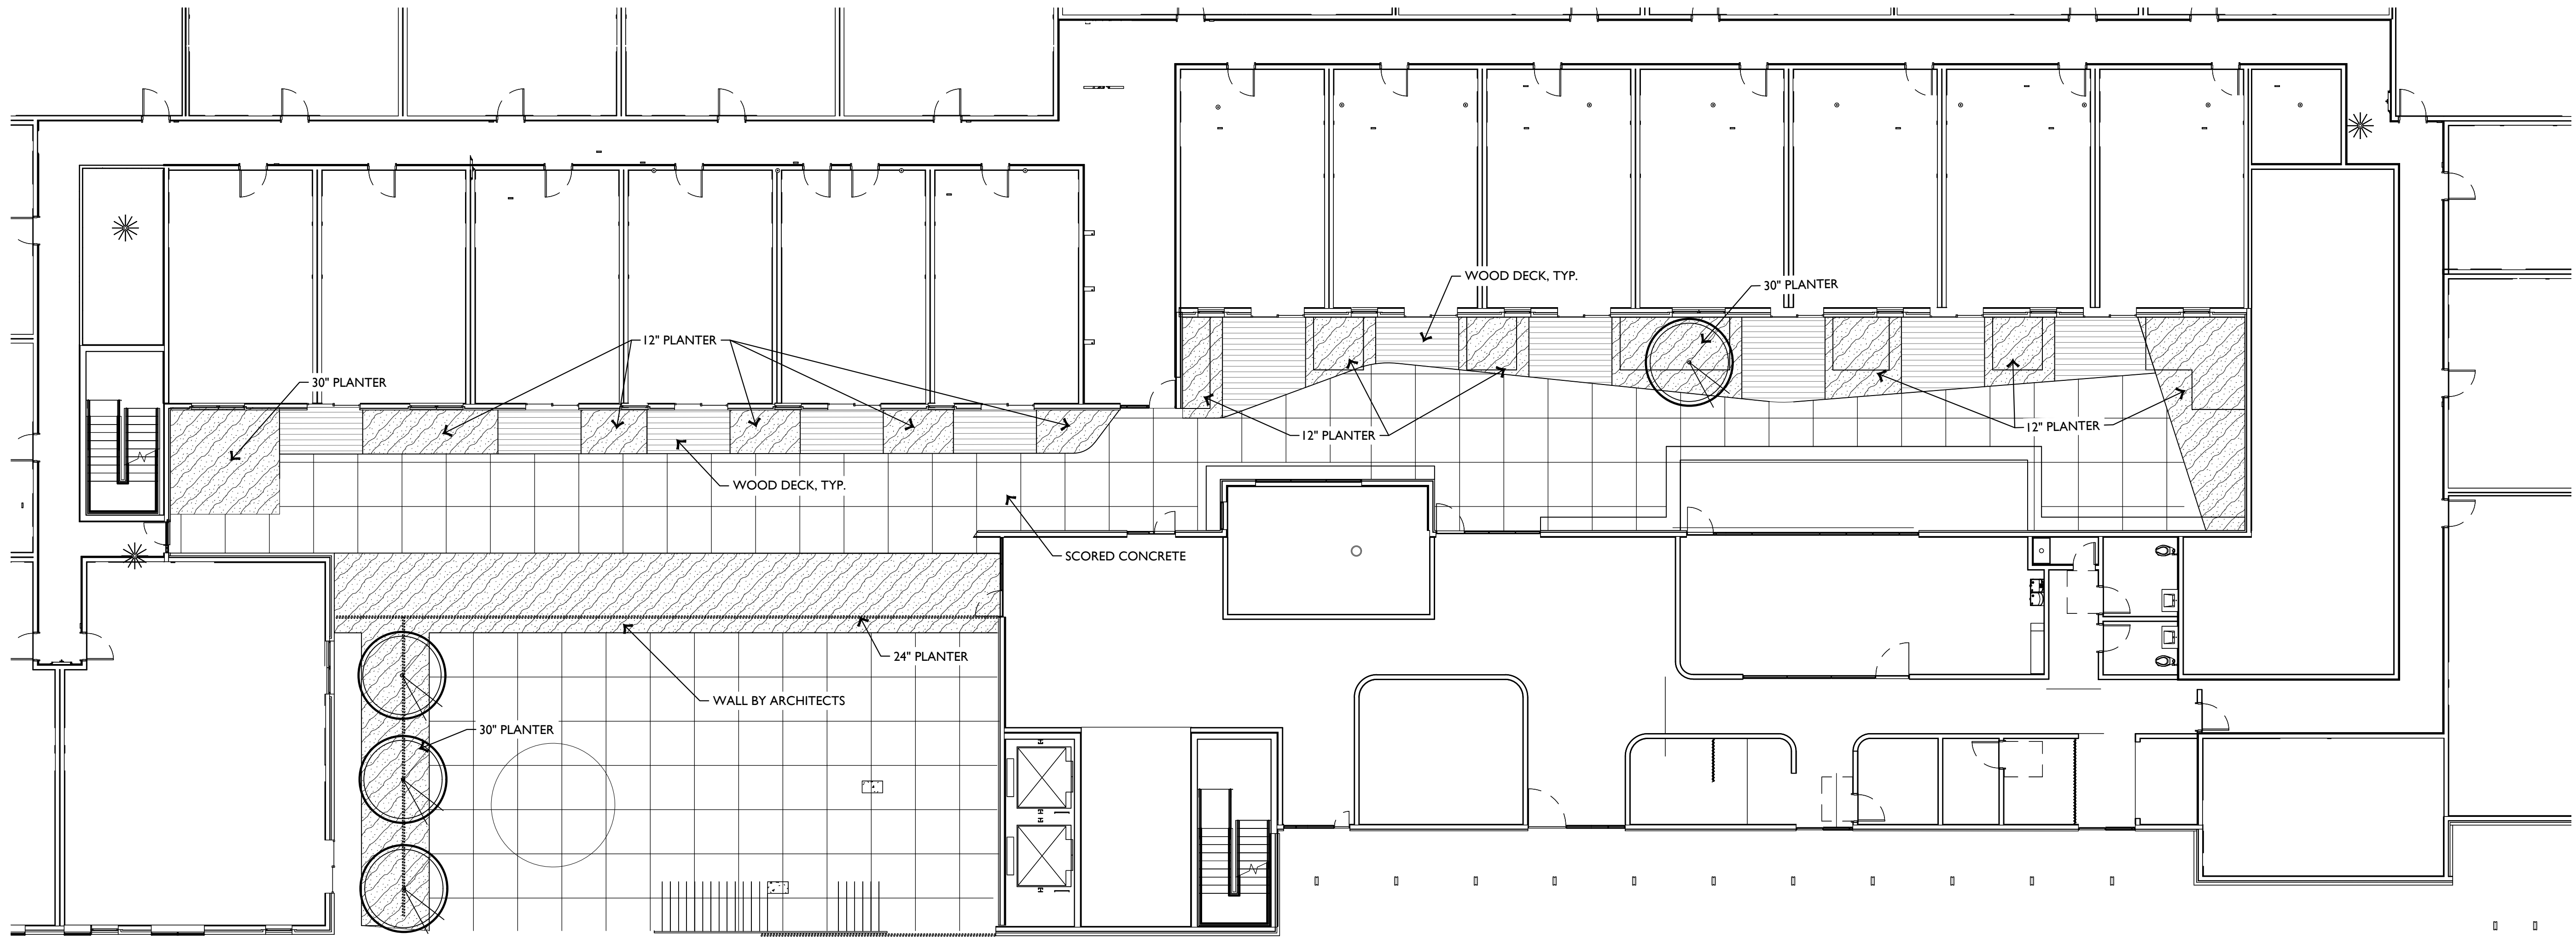 WOOD DECK, TYP.
30" PLANTER
12" PLANTER
30" PLANTER
12" PLANTER
12" PLANTER
WOOD DECK, TYP.
SCORED CONCRETE
24" PLANTER
WALL BY ARCHITECTS
30" PLANTER